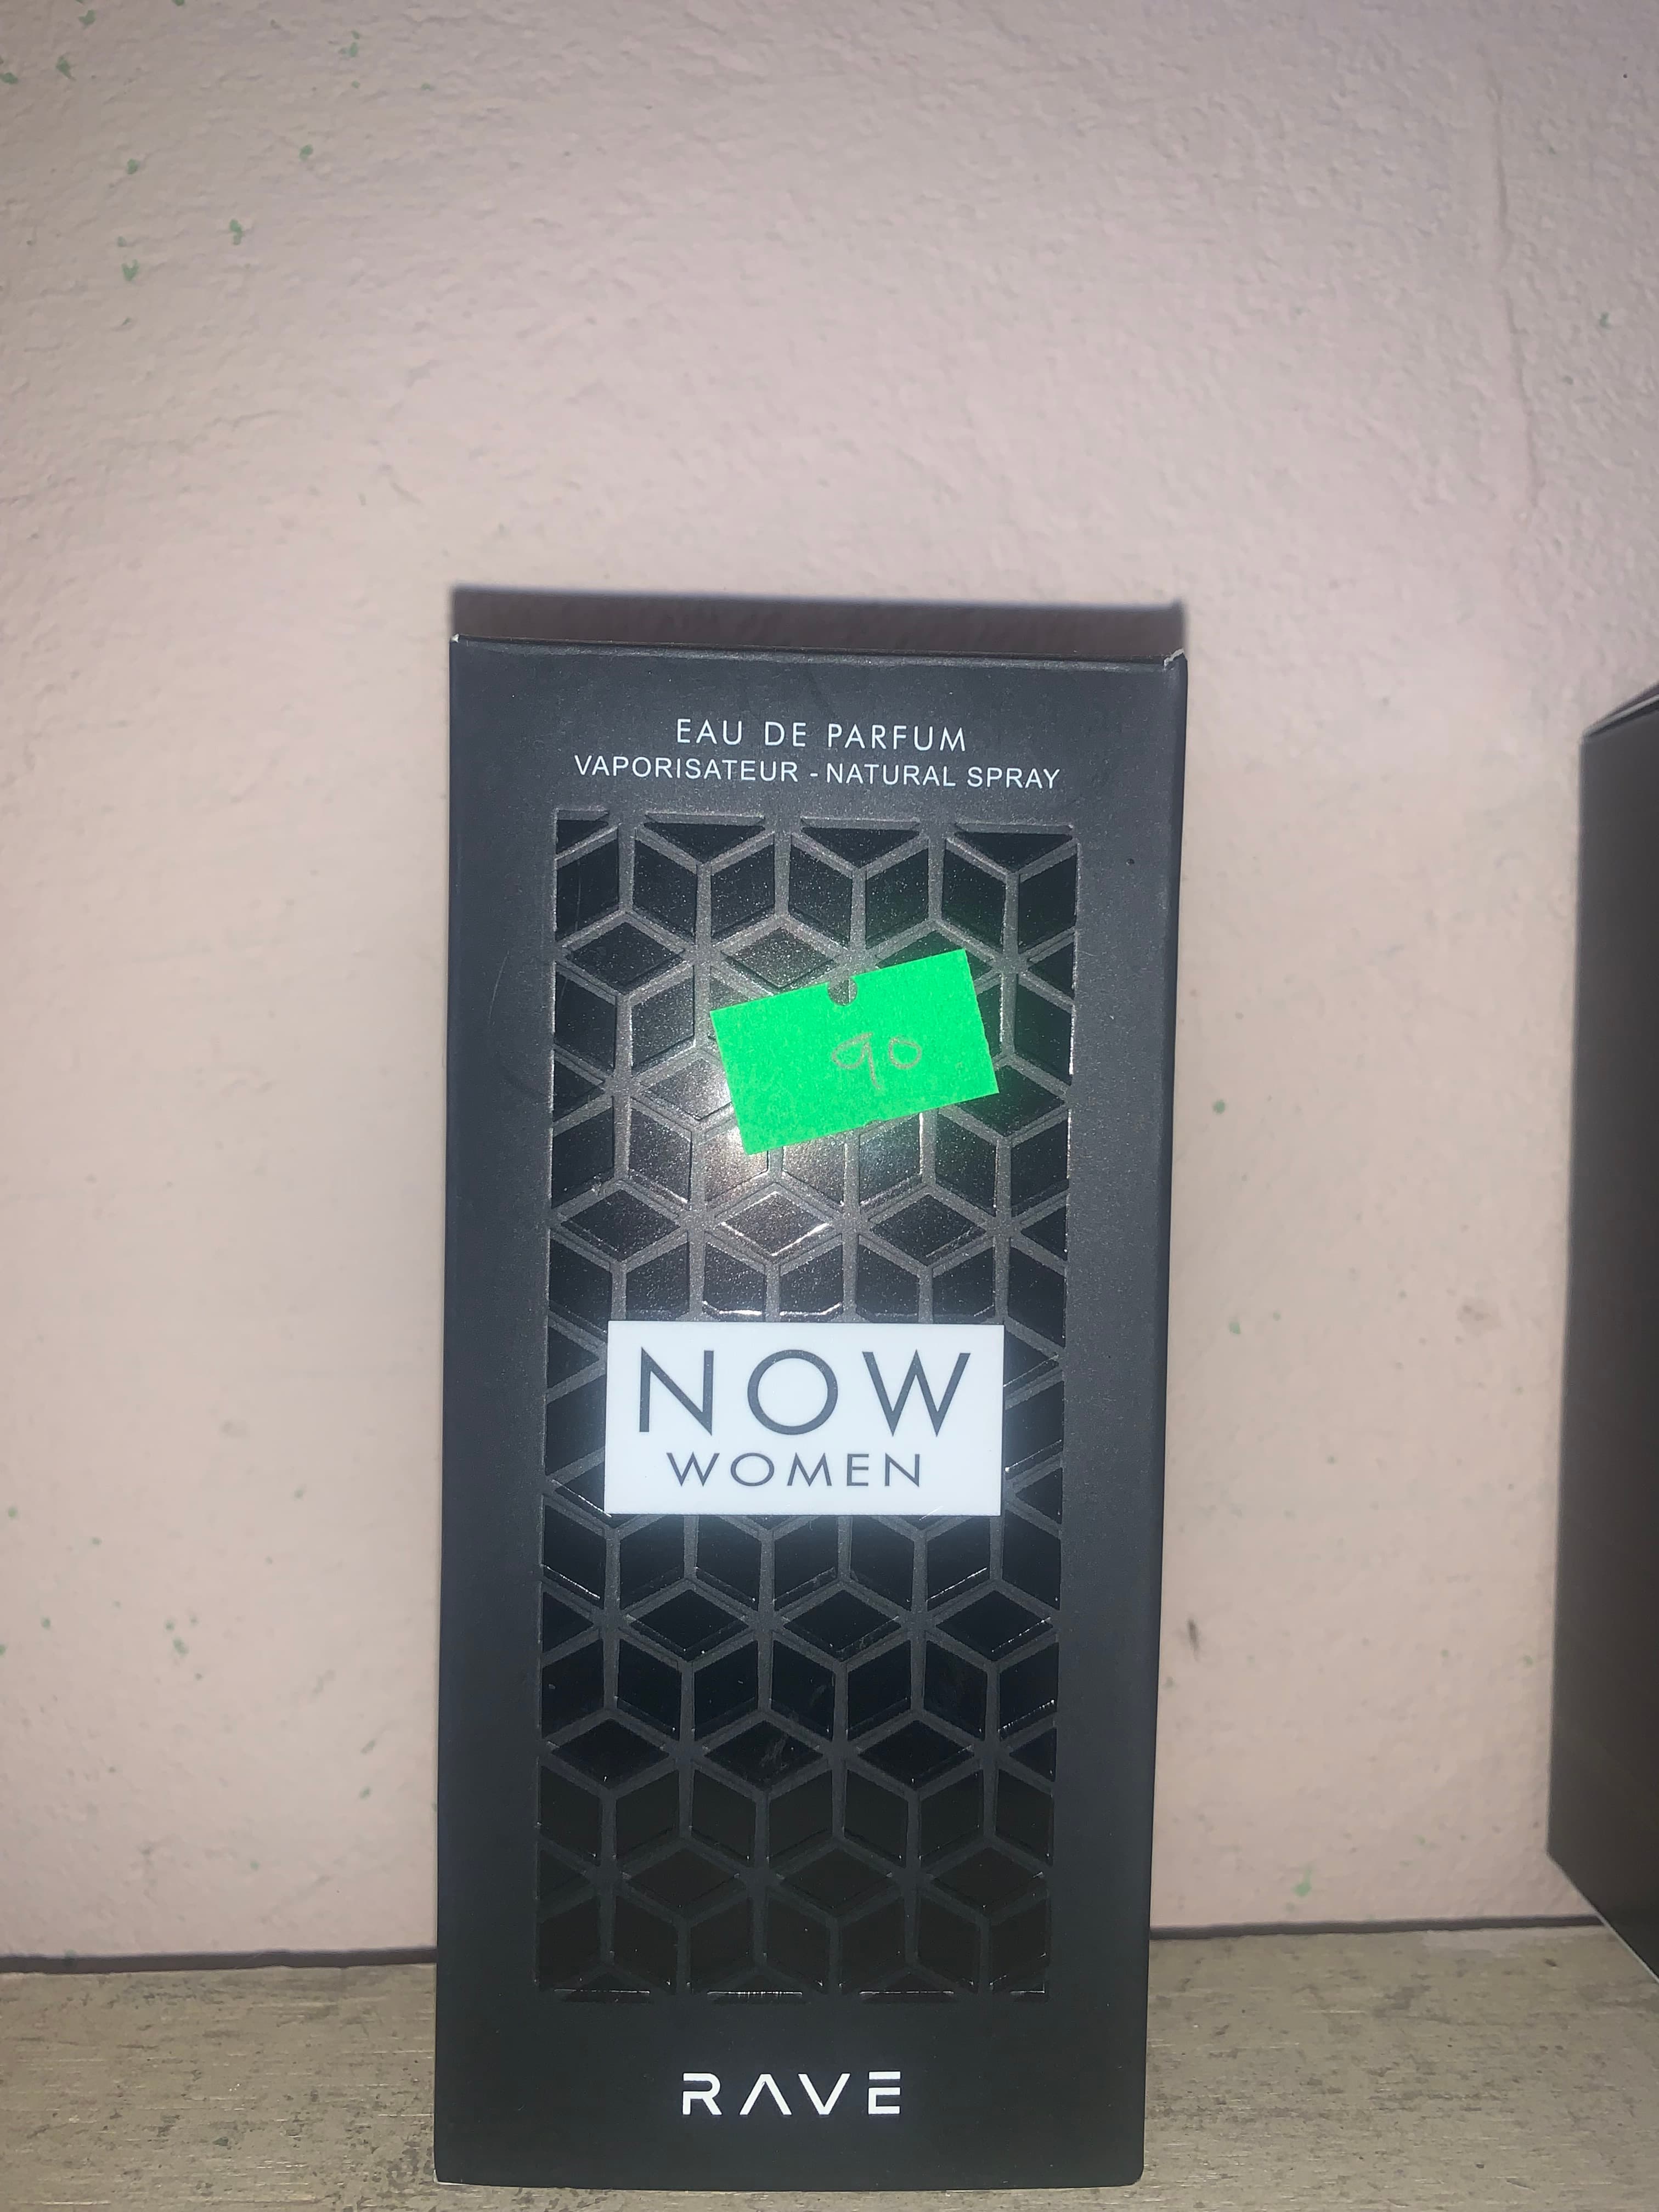 EAU DE PARFUM
VAPORISATEUR - NATURAL SPRAY
90
NOW
WOMEN
RAVE